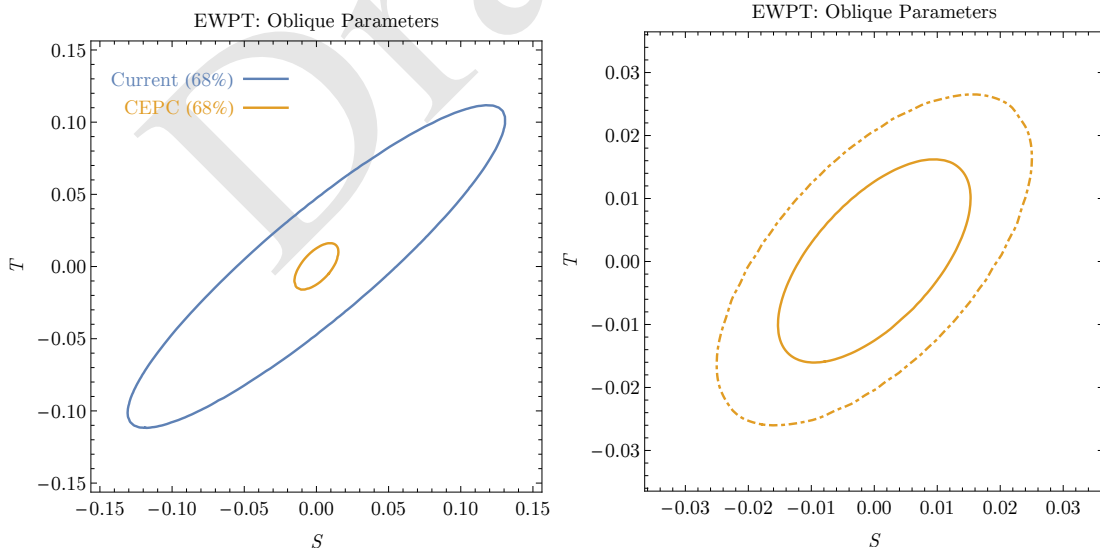 EWPT: Oblique Parameters
0.15
0.10
0.05
0.00
−0.05
−0.10
−0.15
T
Current (68%)
CEPC (68%)
−0.15 −0.10 −0.05 0.00 0.05 0.10 0.15
S
EWPT: Oblique Parameters
0.03
0.02
0.01
0.00
−0.01
−0.02
−0.03
T
−0.03 −0.02 −0.01 0.00 0.01 0.02 0.03
S